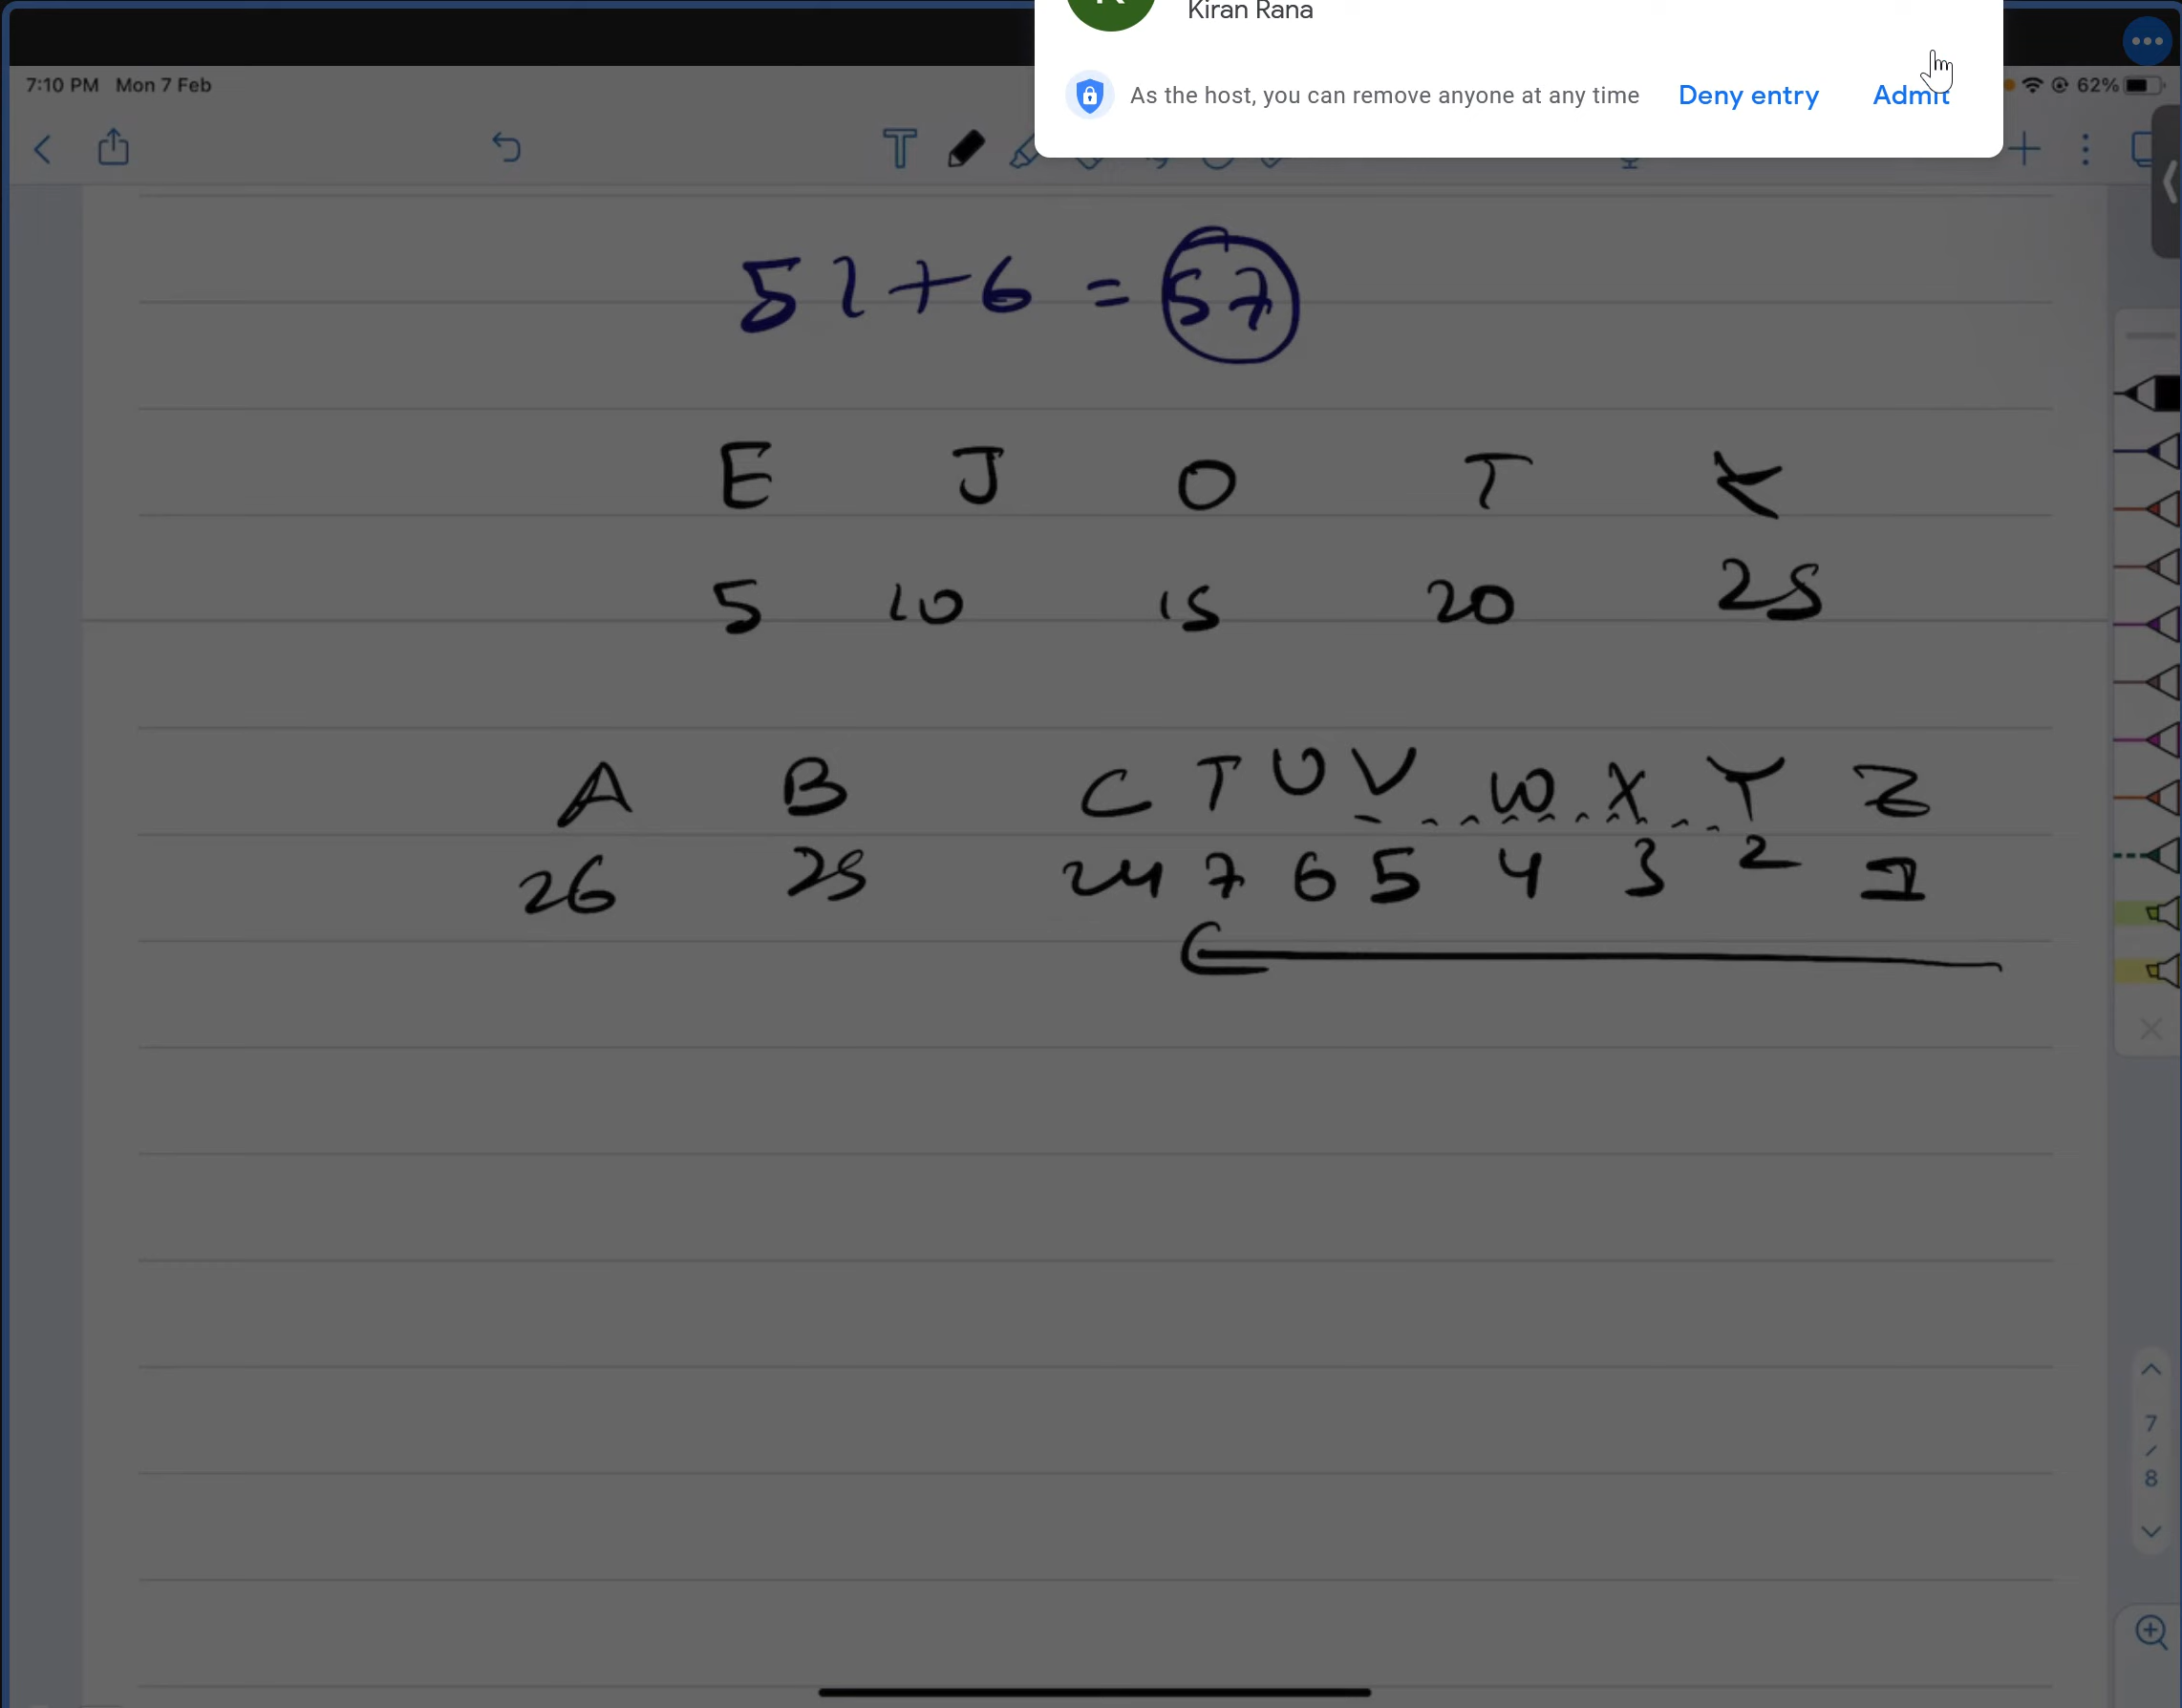 Kiran Rana
As the host, you can remove anyone at any time Deny entry Admit
7:10 PM Mon 7 Feb 62%
T
51+6 = 57
E J O T Y
5 10 15 20 25
A B C T U V W X Y Z
26 25 24 7 6 5 4 3 2 1
7
/
8